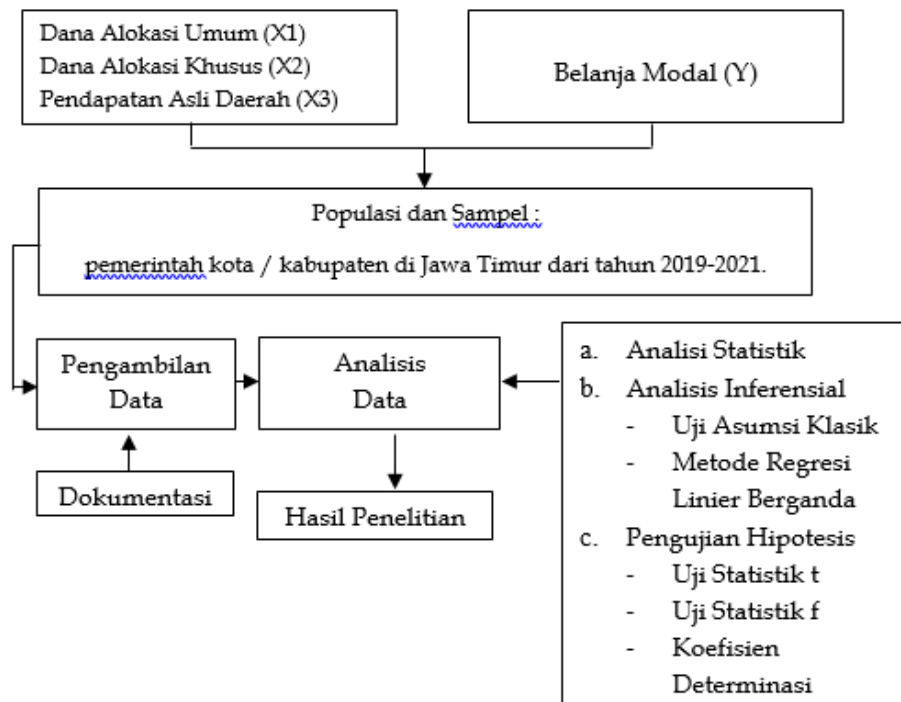 Dana Alokasi Umum (X1)
Dana Alokasi Khusus (X2)
Pendapatan Asli Daerah (X3)
Belanja Modal (Y)
Populasi dan Sampel :
pemerintah kota / kabupaten di Jawa Timur dari tahun 2019-2021.
Pengambilan
Data
Analisis
Data
Dokumentasi
Hasil Penelitian
a. Analisi Statistik
b. Analisis Inferensial
- Uji Asumsi Klasik
- Metode Regresi
Linier Berganda
c. Pengujian Hipotesis
- Uji Statistik t
- Uji Statistik f
- Koefisien
Determinasi